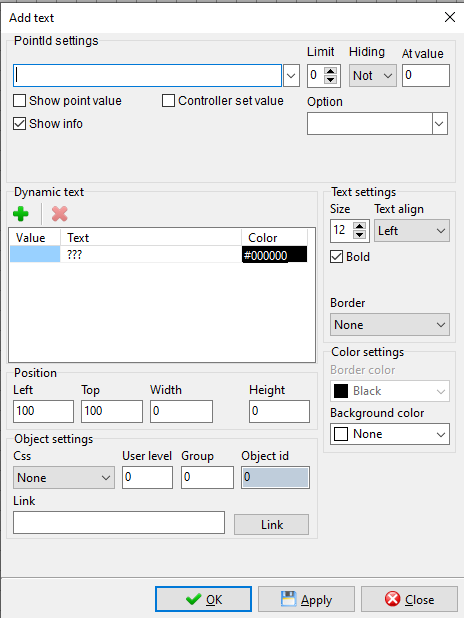 Add text
PointId settings
Limit Hiding At value
0 Not 0
Show point value Controller set value Option
Show info
Dynamic text
Value Text Color
??? #000000
Text settings
Size Text align
12 Left
Bold
Border
None
Position
Left Top Width Height
100 100 0 0
Color settings
Border color
Black
Background color
None
Object settings
Css User level Group Object id
None 0 0 0
Link
Link
OK Apply Close